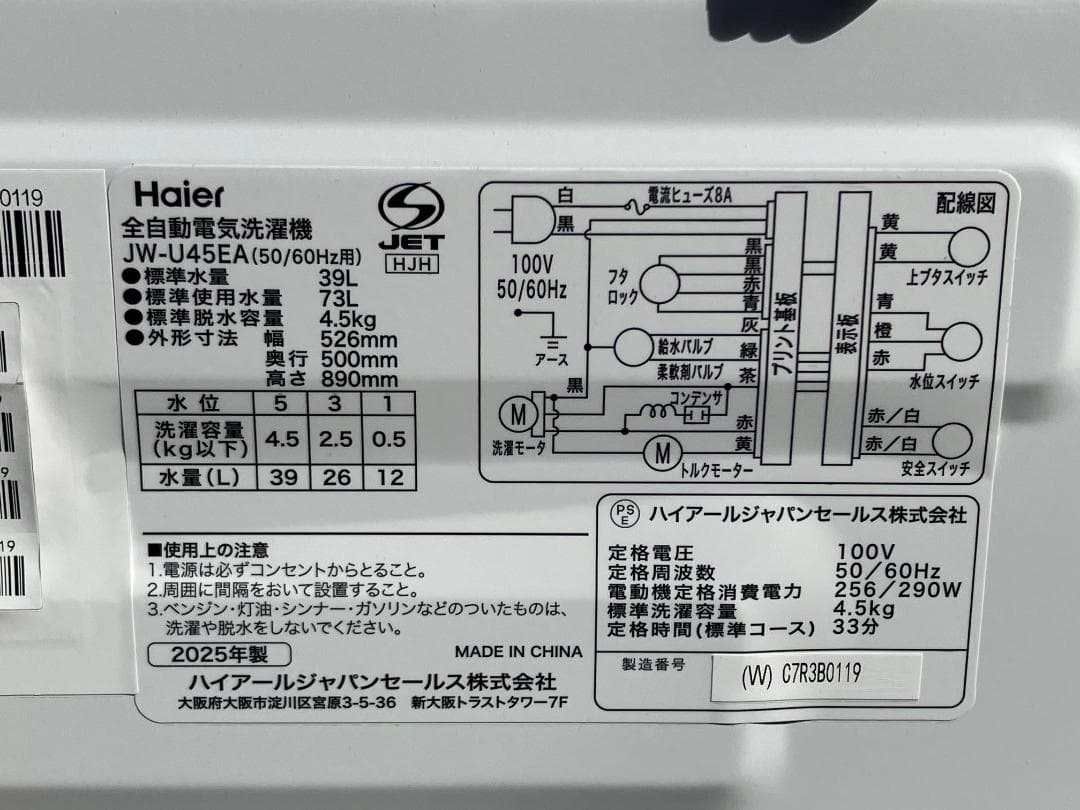 0119
9
9
119
Haier
全自動電気洗濯機
JW-U45EA(50/60Hz用)
●標準水量 39L
●標準使用水量 73L
●標準脱水容量 4.5kg
●外形寸法 幅 526mm
奥行 500mm
高さ 890mm
S
JET
HJH
水位 5 3 1
洗濯容量(kg以下) 4.5 2.5 0.5
水量(L) 39 26 12
配線図
白
電流ヒューズ8A
黒
100V
50/60Hz
アース
フタ
ロック
黒
黒
赤
青
灰
給水バルブ
緑
柔軟剤バルブ
茶
黒
コンデンサ
M
洗濯モータ
赤
黄
M
トルクモーター
プリント基板
表示板
黄
黄
上ブタスイッチ
青
橙
赤
水位スイッチ
赤/白
赤/白
安全スイッチ
■使用上の注意
1.電源は必ずコンセントからとること。
2.周囲に間隔をおいて設置すること。
3.ベンジン・灯油・シンナー・ガソリンなどのついたものは、
洗濯や脱水をしないでください。
2025年製
MADE IN CHINA
ハイアールジャパンセールス株式会社
大阪府大阪市淀川区宮原3-5-36 新大阪トラストタワー7F
PSE ハイアールジャパンセールス株式会社
定格電圧 100V
定格周波数 50/60Hz
電動機定格消費電力 256/290W
標準洗濯容量 4.5kg
定格時間(標準コース) 33分
製造番号
(W) C7R3B0119